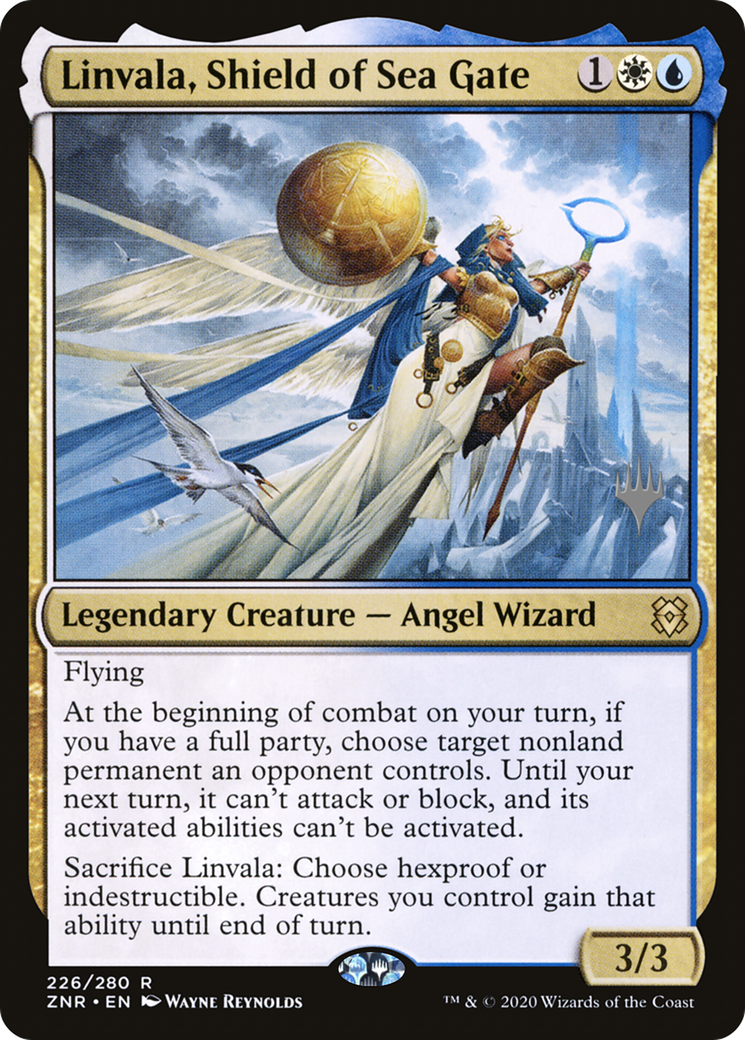 Linvala, Shield of Sea Gate 1
Legendary Creature — Angel Wizard
Flying
At the beginning of combat on your turn, if
you have a full party, choose target nonland
permanent an opponent controls. Until your
next turn, it can't attack or block, and its
activated abilities can't be activated.
Sacrifice Linvala: Choose hexproof or
indestructible. Creatures you control gain that
ability until end of turn.
3/3
226/280 R
ZNR • EN Wayne Reynolds
™ & © 2020 Wizards of the Coast